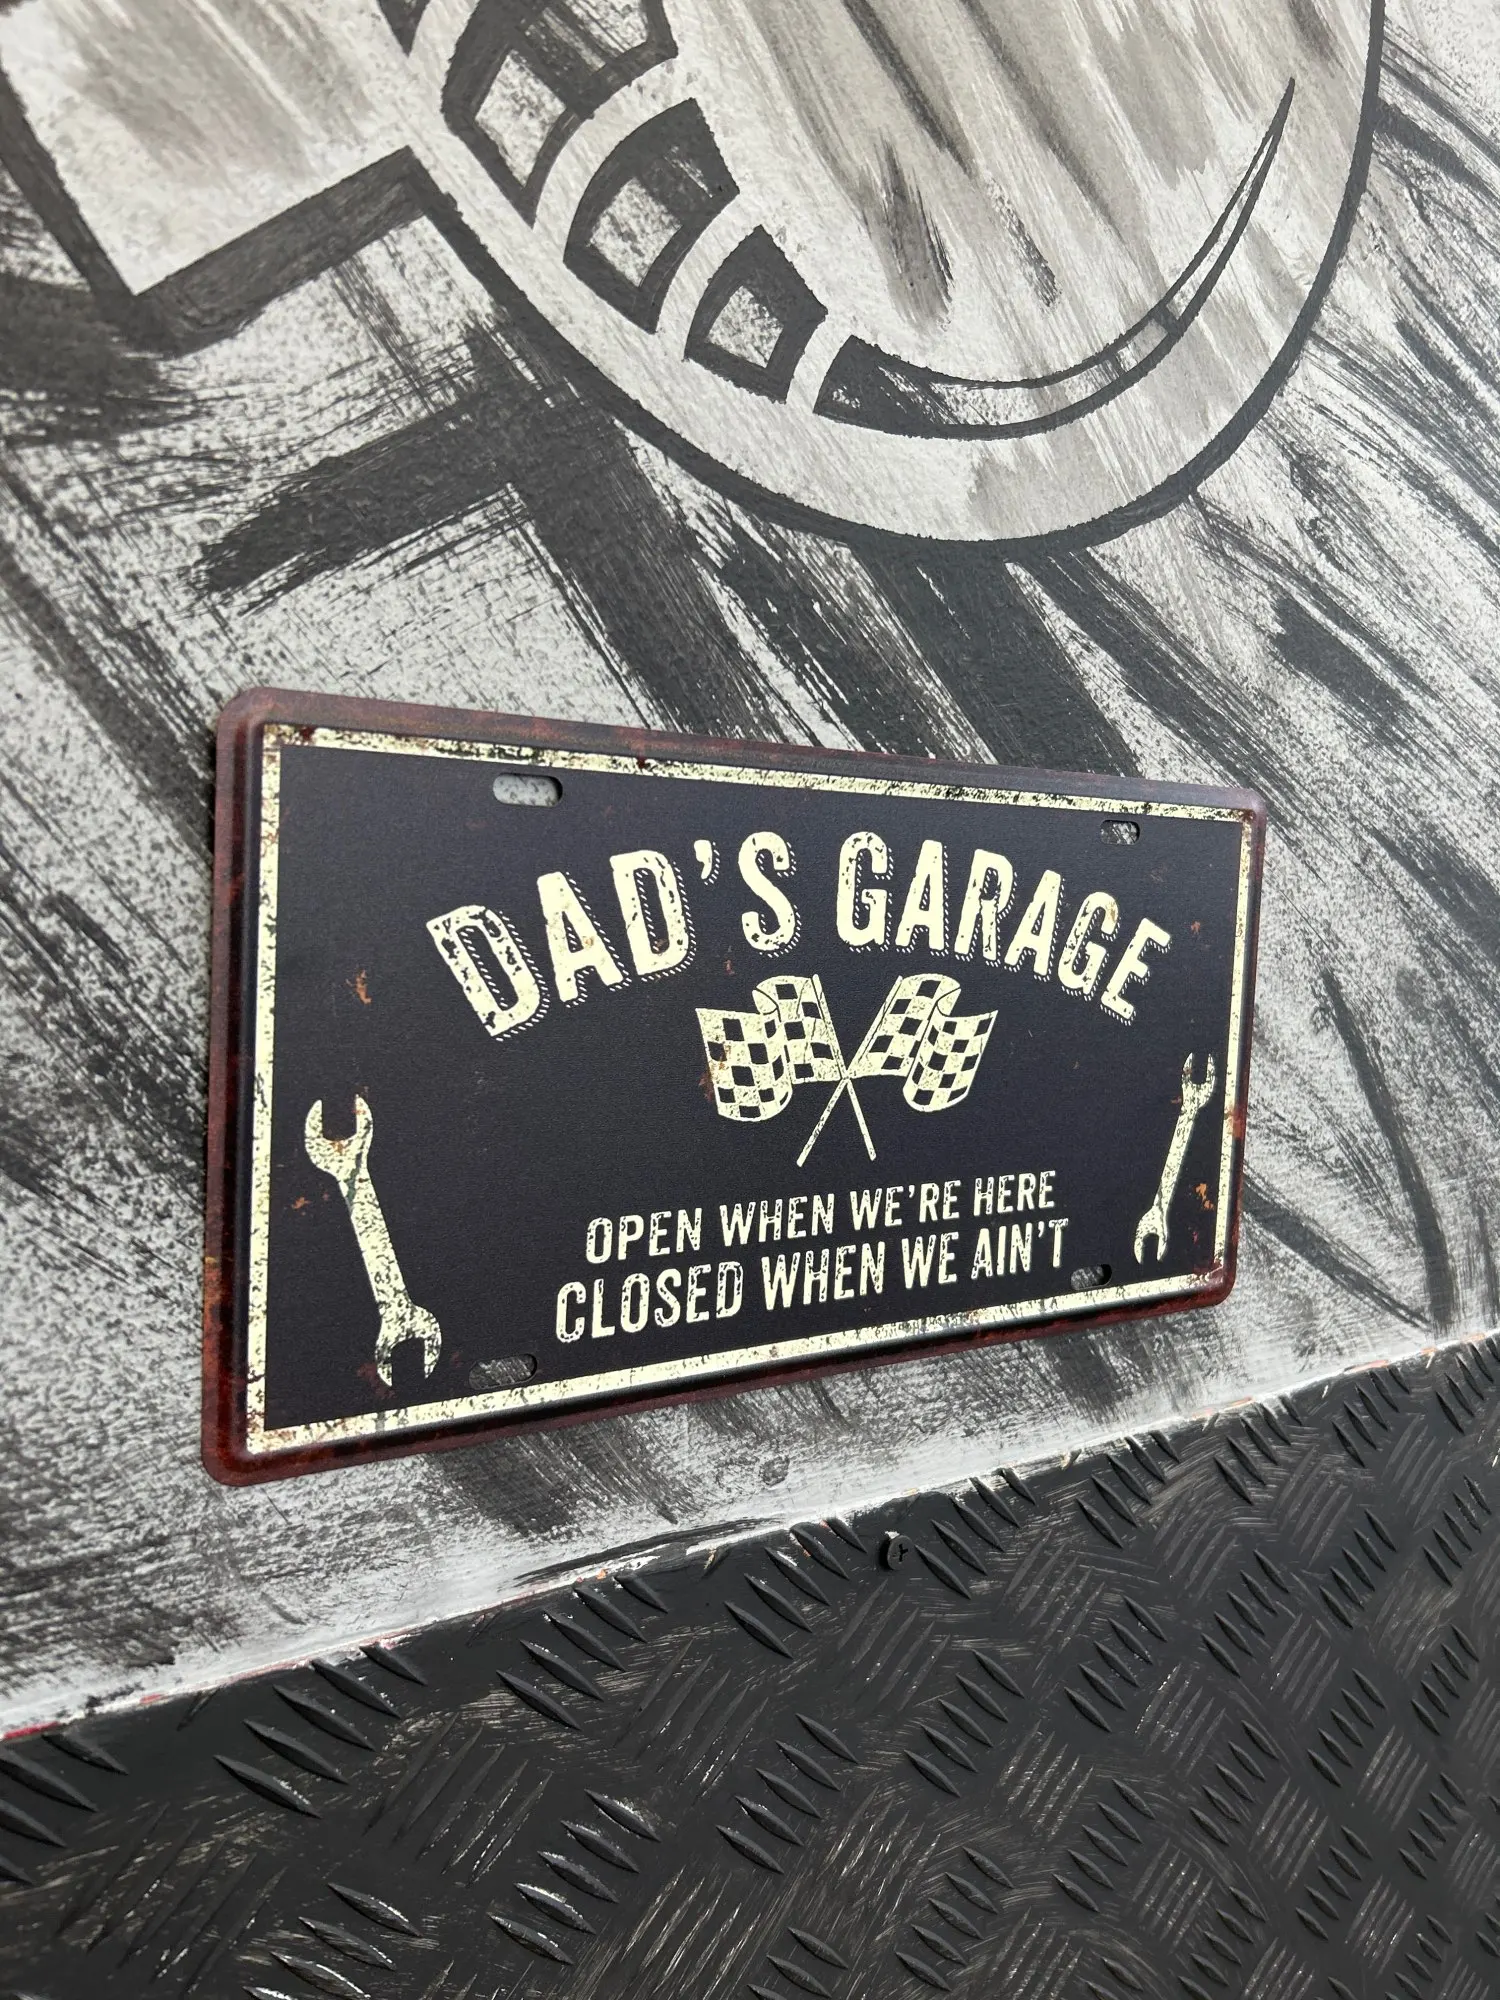 DAD'S GARAGE
OPEN WHEN WE'RE HERE
CLOSED WHEN WE AIN'T